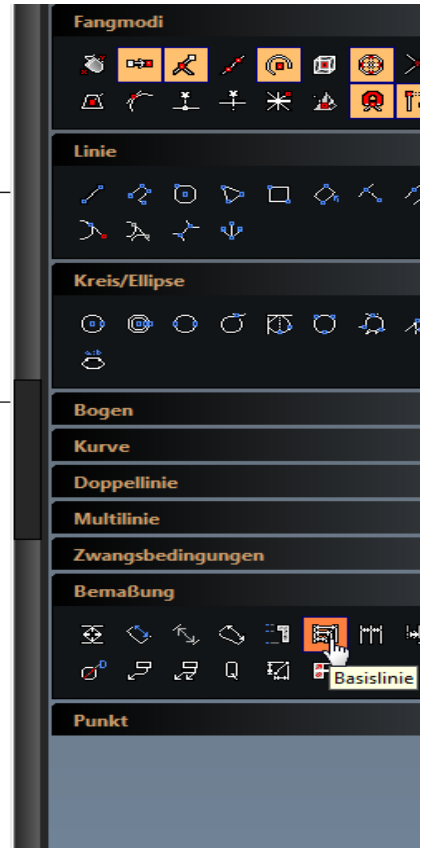 Fangmodi
Linie
Kreis/Ellipse
Bogen
Kurve
Doppellinie
Multilinie
Zwangsbedingungen
Bemaßung
Basislinie
Punkt